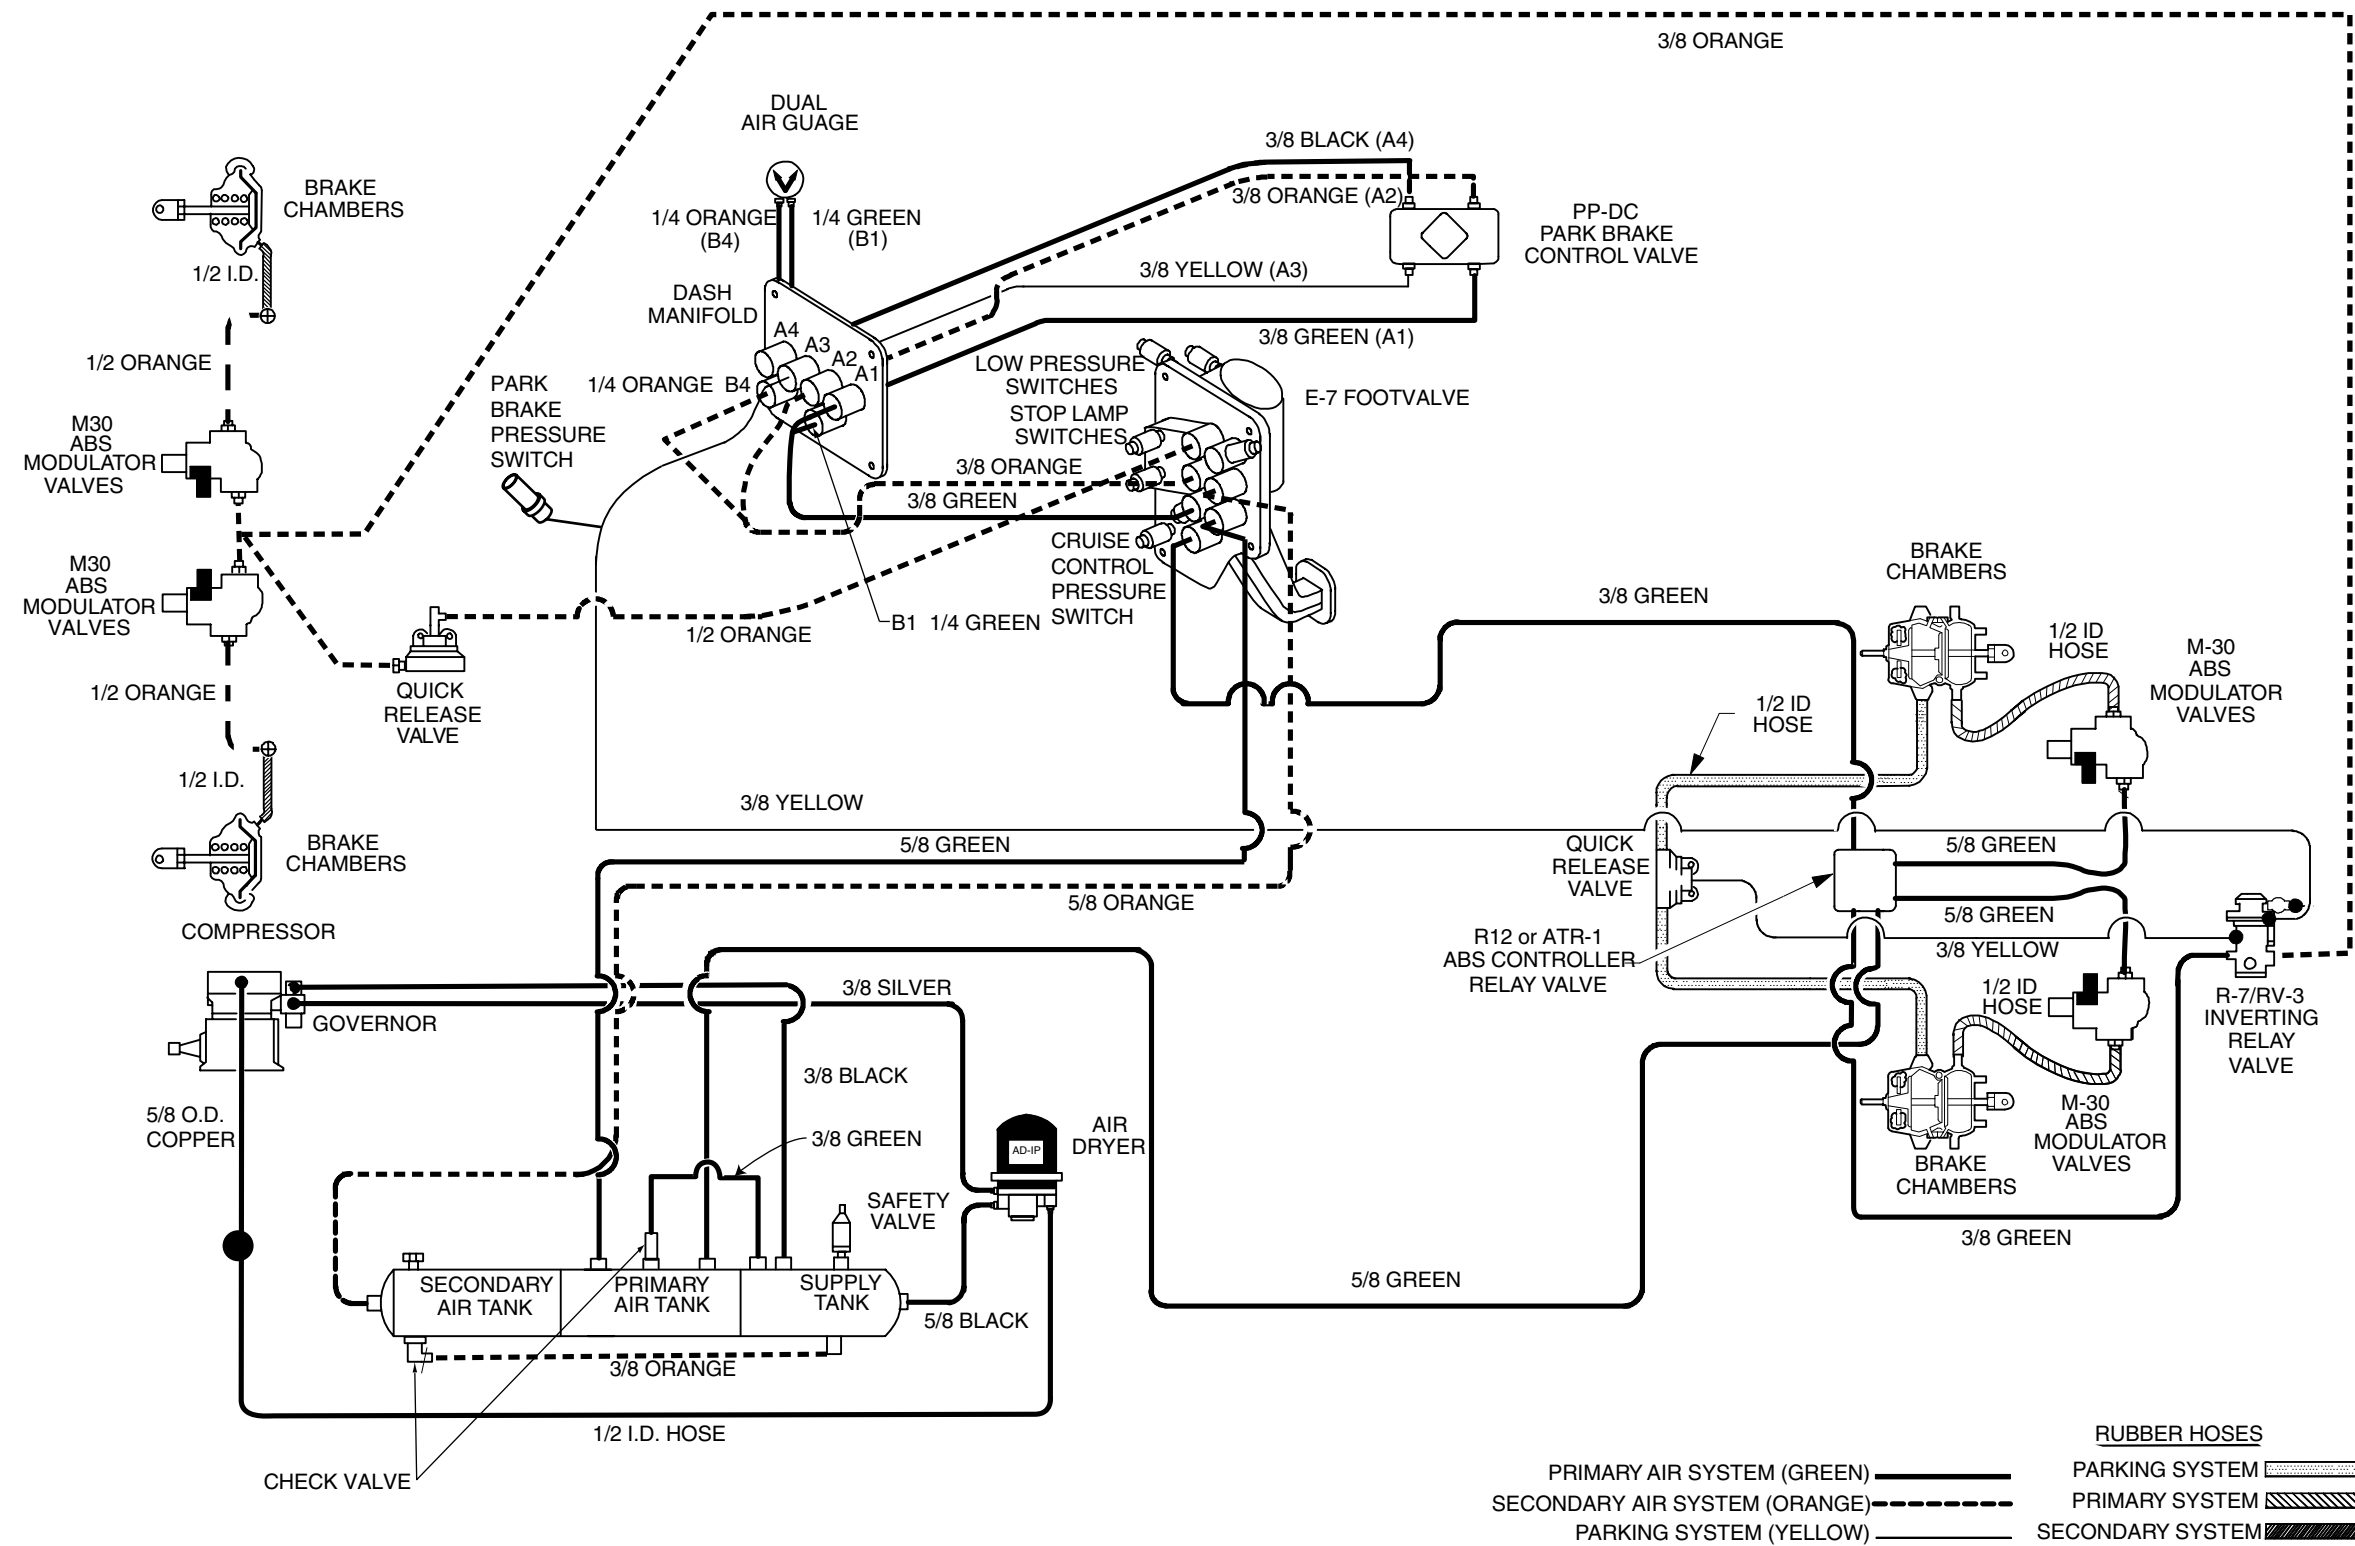 3/8 ORANGE
DUAL
AIR GUAGE
3/8 BLACK (A4)
3/8 ORANGE (A2)
BRAKE
CHAMBERS
1/4 ORANGE
(B4)
1/4 GREEN
(B1)
PP-DC
PARK BRAKE
CONTROL VALVE
1/2 I.D.
3/8 YELLOW (A3)
DASH
MANIFOLD
A4
A3
A2
A1
3/8 GREEN (A1)
1/2 ORANGE
LOW PRESSURE
SWITCHES
PARK
BRAKE
PRESSURE
SWITCH
1/4 ORANGE B4
E-7 FOOTVALVE
STOP LAMP
SWITCHES
M30
ABS
MODULATOR
VALVES
3/8 ORANGE
3/8 GREEN
CRUISE
CONTROL
PRESSURE
SWITCH
M30
ABS
MODULATOR
VALVES
B1 1/4 GREEN
1/2 ORANGE
BRAKE
CHAMBERS
3/8 GREEN
1/2 ID
HOSE
M-30
ABS
MODULATOR
VALVES
1/2 ORANGE
QUICK
RELEASE
VALVE
1/2 ID
HOSE
1/2 I.D.
3/8 YELLOW
5/8 GREEN
BRAKE
CHAMBERS
QUICK
RELEASE
VALVE
5/8 GREEN
5/8 ORANGE
5/8 GREEN
COMPRESSOR
R12 or ATR-1
ABS CONTROLLER
RELAY VALVE
3/8 YELLOW
3/8 SILVER
GOVERNOR
1/2 ID
HOSE
R-7/RV-3
INVERTING
RELAY
VALVE
3/8 BLACK
5/8 O.D.
COPPER
3/8 GREEN
AD-IP
AIR
DRYER
M-30
ABS
MODULATOR
VALVES
BRAKE
CHAMBERS
SAFETY
VALVE
3/8 GREEN
SECONDARY
AIR TANK
PRIMARY
AIR TANK
SUPPLY
TANK
5/8 GREEN
5/8 BLACK
3/8 ORANGE
1/2 I.D. HOSE
CHECK VALVE
RUBBER HOSES
PRIMARY AIR SYSTEM (GREEN)
PARKING SYSTEM
SECONDARY AIR SYSTEM (ORANGE)
PRIMARY SYSTEM
PARKING SYSTEM (YELLOW)
SECONDARY SYSTEM